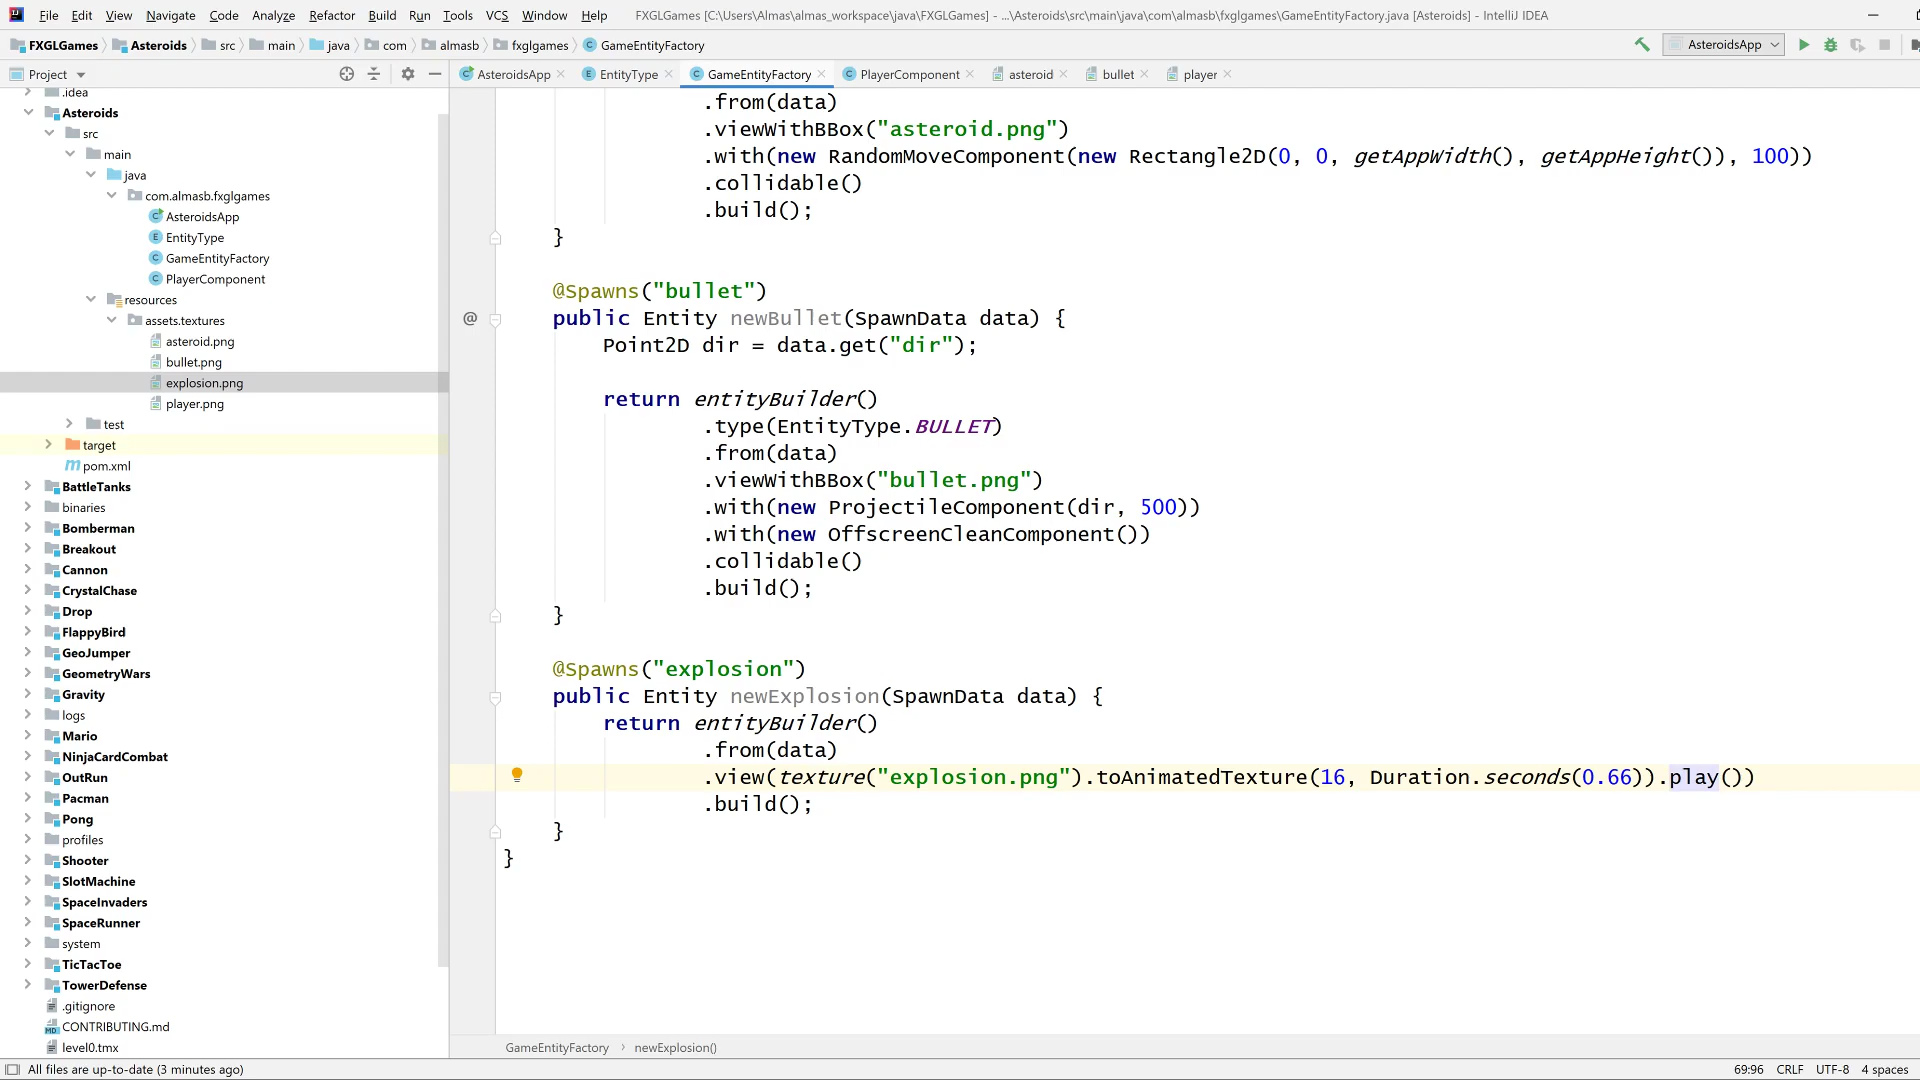 File Edit View Navigate Code Analyze Refactor Build Run Tools VCS Window Help FXGLGames [C:\Users\Almas\almas_workspace\java\FXGLGames] - ...\Asteroids\src\main\java\com\almasb\fxglgames\GameEntityFactory.java [Asteroids] - IntelliJ IDEA
FXGLGames Asteroids src main java com almasb fxglgames GameEntityFactory AsteroidsApp
Project
AsteroidsApp EntityType GameEntityFactory PlayerComponent asteroid bullet player
.idea
Asteroids
src
main
java
com.almasb.fxglgames
AsteroidsApp
EntityType
GameEntityFactory
PlayerComponent
resources
assets.textures
asteroid.png
bullet.png
explosion.png
player.png
test
target
pom.xml
BattleTanks
binaries
Bomberman
Breakout
Cannon
CrystalChase
Drop
FlappyBird
GeoJumper
GeometryWars
Gravity
logs
Mario
NinjaCardCombat
OutRun
Pacman
Pong
profiles
Shooter
SlotMachine
SpaceInvaders
SpaceRunner
system
TicTacToe
TowerDefense
.gitignore
CONTRIBUTING.md
level0.tmx
.from(data)
.viewWithBBox("asteroid.png")
.with(new RandomMoveComponent(new Rectangle2D(0, 0, getAppWidth(), getAppHeight()), 100))
.collidable()
.build();
}
@Spawns("bullet")
public Entity newBullet(SpawnData data) {
Point2D dir = data.get("dir");
return entityBuilder()
.type(EntityType.BULLET)
.from(data)
.viewWithBBox("bullet.png")
.with(new ProjectileComponent(dir, 500))
.with(new OffscreenCleanComponent())
.collidable()
.build();
}
@Spawns("explosion")
public Entity newExplosion(SpawnData data) {
return entityBuilder()
.from(data)
.view(texture("explosion.png").toAnimatedTexture(16, Duration.seconds(0.66)).play())
.build();
}
}
GameEntityFactory › newExplosion()
All files are up-to-date (3 minutes ago) 69:96 CRLF UTF-8 4 spaces